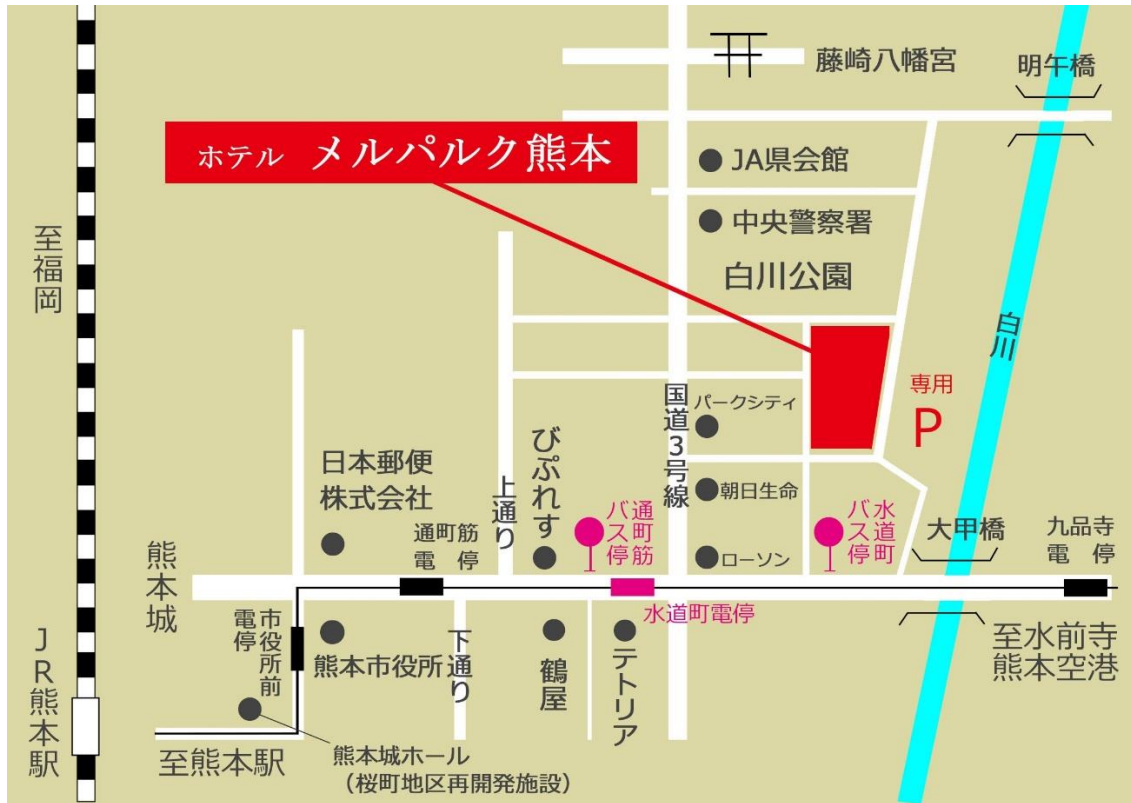 藤崎八幡宮
明午橋
ホテル メルパルク熊本
JA県会館
中央警察署
白川公園
至福岡
白川
専用
P
国道3号線
パークシティ
びぷれす
日本郵便
株式会社
上通り
朝日生命
通町筋
バス停
水道町
バス停
大甲橋
九品寺
電停
通町筋
電停
ローソン
熊本城
水道町電停
市役所前
電停
熊本市役所
下通り
鶴屋
テトリア
至水前寺
熊本空港
JR熊本駅
至熊本駅
熊本城ホール
(桜町地区再開発施設)